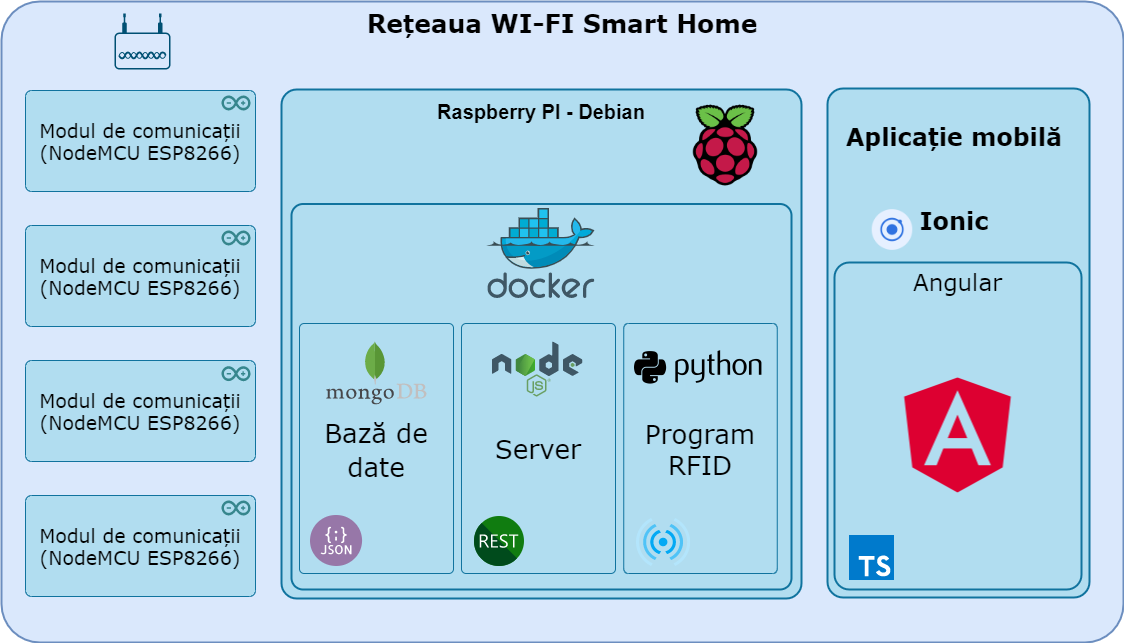 Rețeaua WI-FI Smart Home
Modul de comunicații
(NodeMCU ESP8266)
Modul de comunicații
(NodeMCU ESP8266)
Modul de comunicații
(NodeMCU ESP8266)
Modul de comunicații
(NodeMCU ESP8266)
Raspberry PI - Debian
docker
mongoDB
Bază de
date
{;}
JSON
node
JS
Server
REST
python
Program
RFID
Aplicație mobilă
Ionic
Angular
A
TS